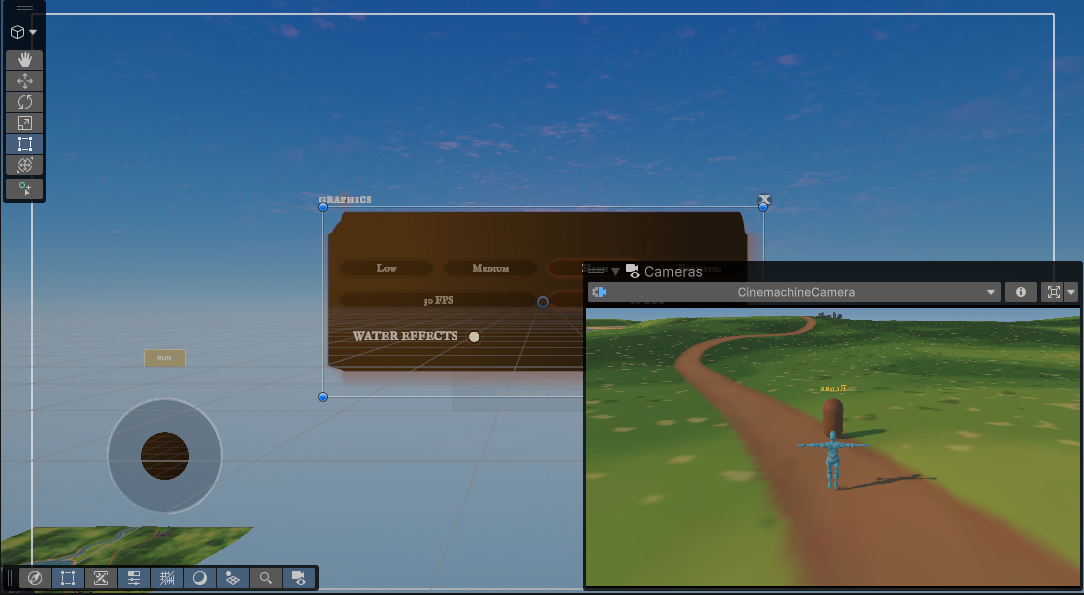 GRAPHICS
X
Low
Medium
30 FPS
WATER EFFECTS
RUN
Cameras
CinemachineCamera